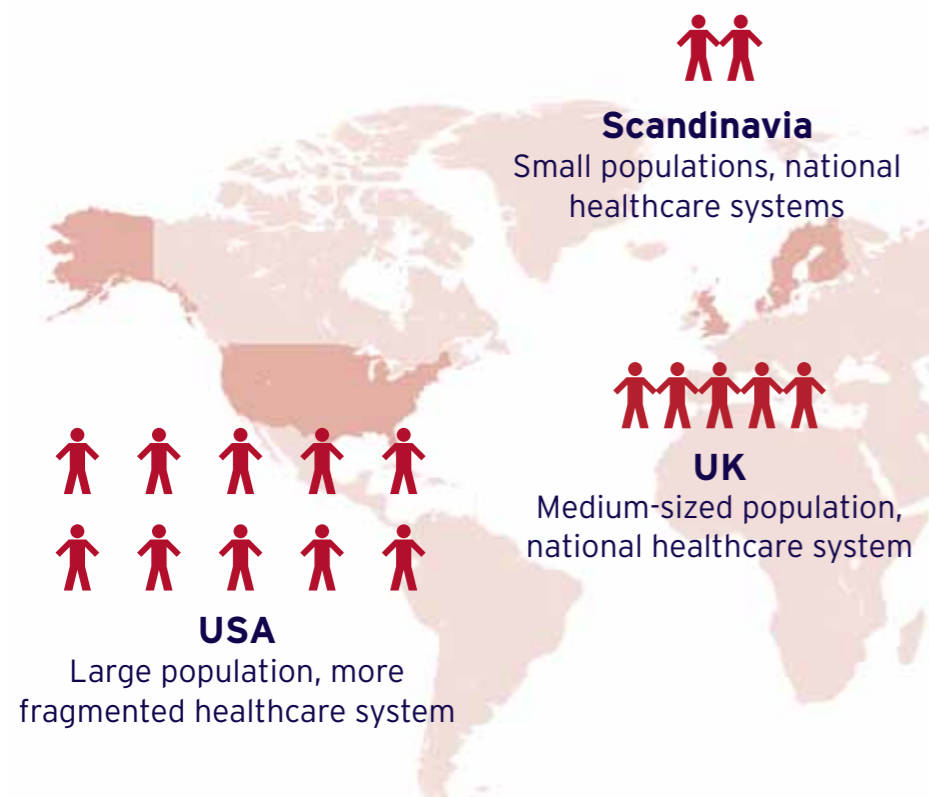 Scandinavia
Small populations, national
healthcare systems
UK
Medium-sized population,
national healthcare system
USA
Large population, more
fragmented healthcare system